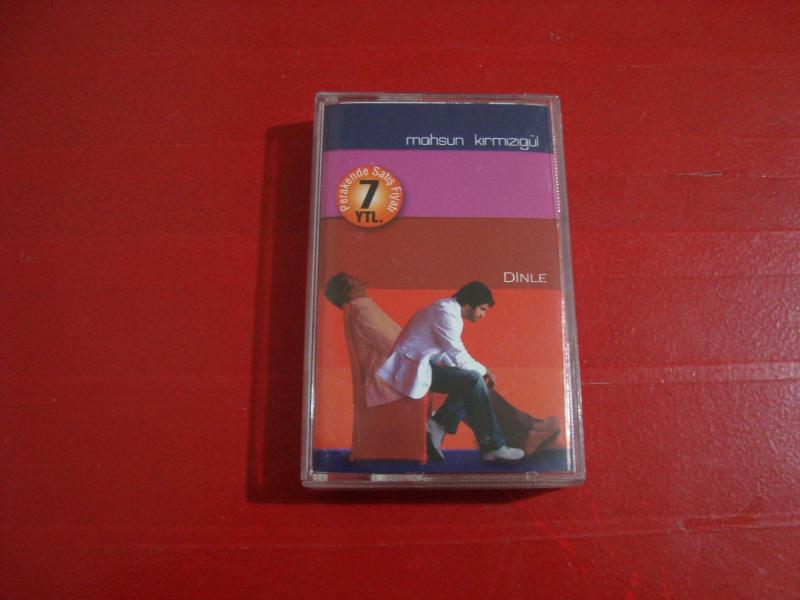 mahsun kırmızıgül
Perakende Satış Fiyatı
7
YTL.
DİNLE